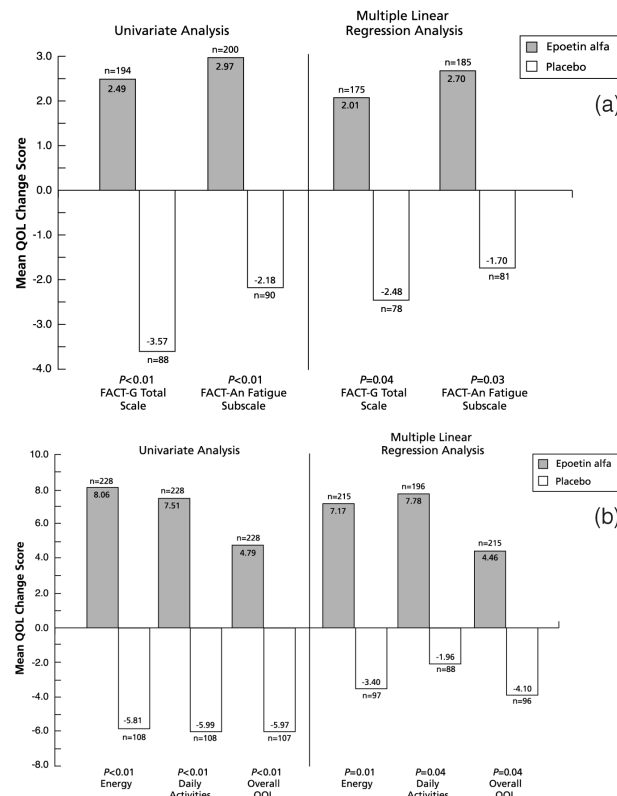 Univariate Analysis
Multiple Linear
Regression Analysis
Epoetin alfa
Placebo
(a)
Mean QOL Change Score
3.0
2.0
1.0
0.0
-1.0
-2.0
-3.0
-4.0
n=194
2.49
n=200
2.97
n=175
2.01
n=185
2.70
-3.57
n=88
-2.18
n=90
-2.48
n=78
-1.70
n=81
P<0.01
FACT-G Total
Scale
P<0.01
FACT-An Fatigue
Subscale
P=0.04
FACT-G Total
Scale
P=0.03
FACT-An Fatigue
Subscale
Univariate Analysis
Multiple Linear
Regression Analysis
Epoetin alfa
Placebo
(b)
Mean QOL Change Score
10.0
8.0
6.0
4.0
2.0
0.0
-2.0
-4.0
-6.0
-8.0
n=228
8.06
n=228
7.51
n=228
4.79
n=215
7.17
n=196
7.78
n=215
4.46
-5.81
n=108
-5.99
n=108
-5.97
n=107
-3.40
n=97
-1.96
n=88
-4.10
n=96
P<0.01
Energy
P<0.01
Daily
Activities
P<0.01
Overall
QOL
P=0.01
Energy
P=0.04
Daily
Activities
P=0.04
Overall
QOL